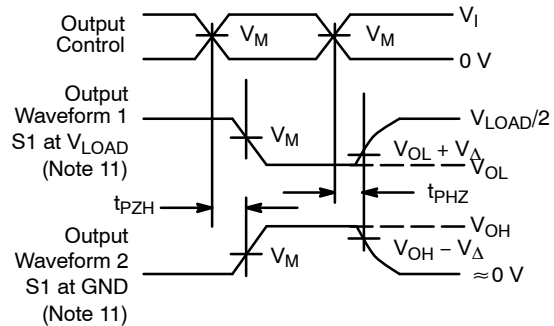 Output
Control
V_M
V_M
V_I
0 V
Output
Waveform 1
S1 at V_LOAD
(Note 11)
V_M
V_LOAD/2
V_OL + V_Δ
V_OL
t_PZH
t_PHZ
Output
Waveform 2
S1 at GND
(Note 11)
V_M
V_OH
V_OH − V_Δ
≈0 V